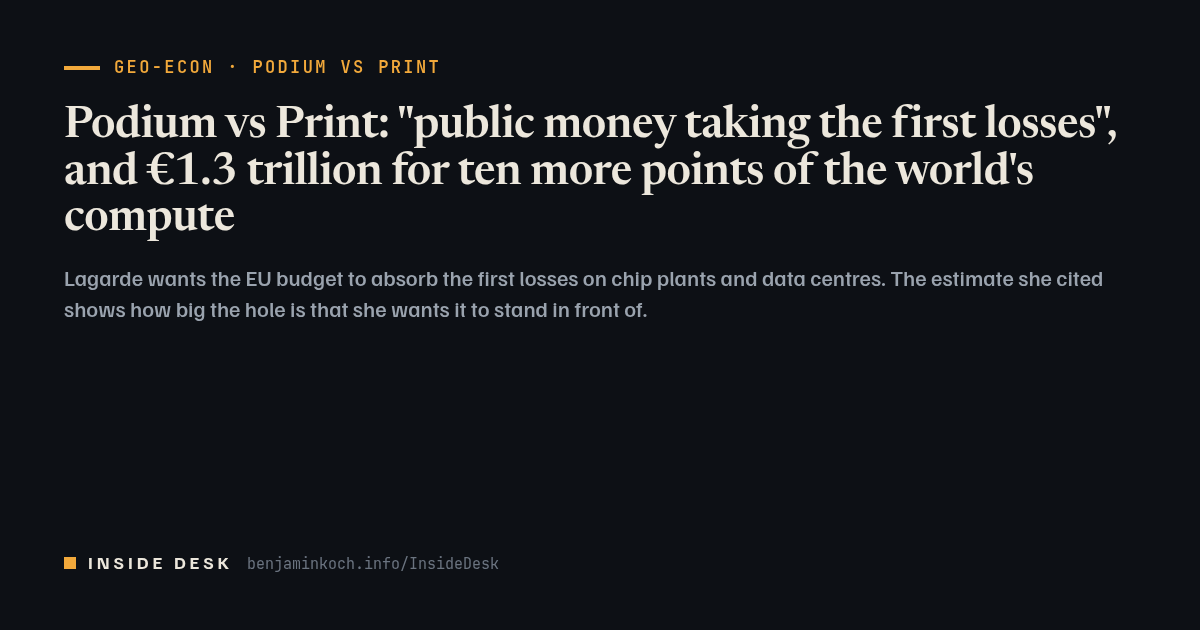 GEO-ECON · PODIUM VS PRINT
Podium vs Print: "public money taking the first losses",
and €1.3 trillion for ten more points of the world's
compute
Lagarde wants the EU budget to absorb the first losses on chip plants and data centres. The estimate she cited
shows how big the hole is that she wants it to stand in front of.
INSIDE DESK benjaminkoch.info/InsideDesk